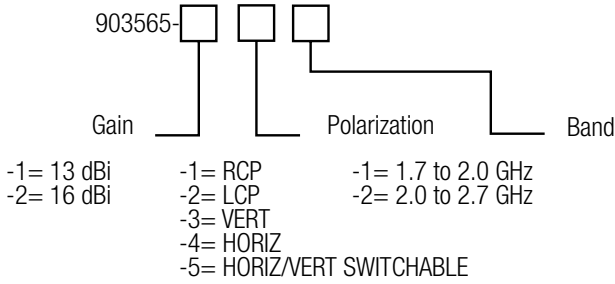 903565-
Gain Polarization Band
-1= 13 dBi -1= RCP -1= 1.7 to 2.0 GHz
-2= 16 dBi -2= LCP -2= 2.0 to 2.7 GHz
-3= VERT
-4= HORIZ
-5= HORIZ/VERT SWITCHABLE